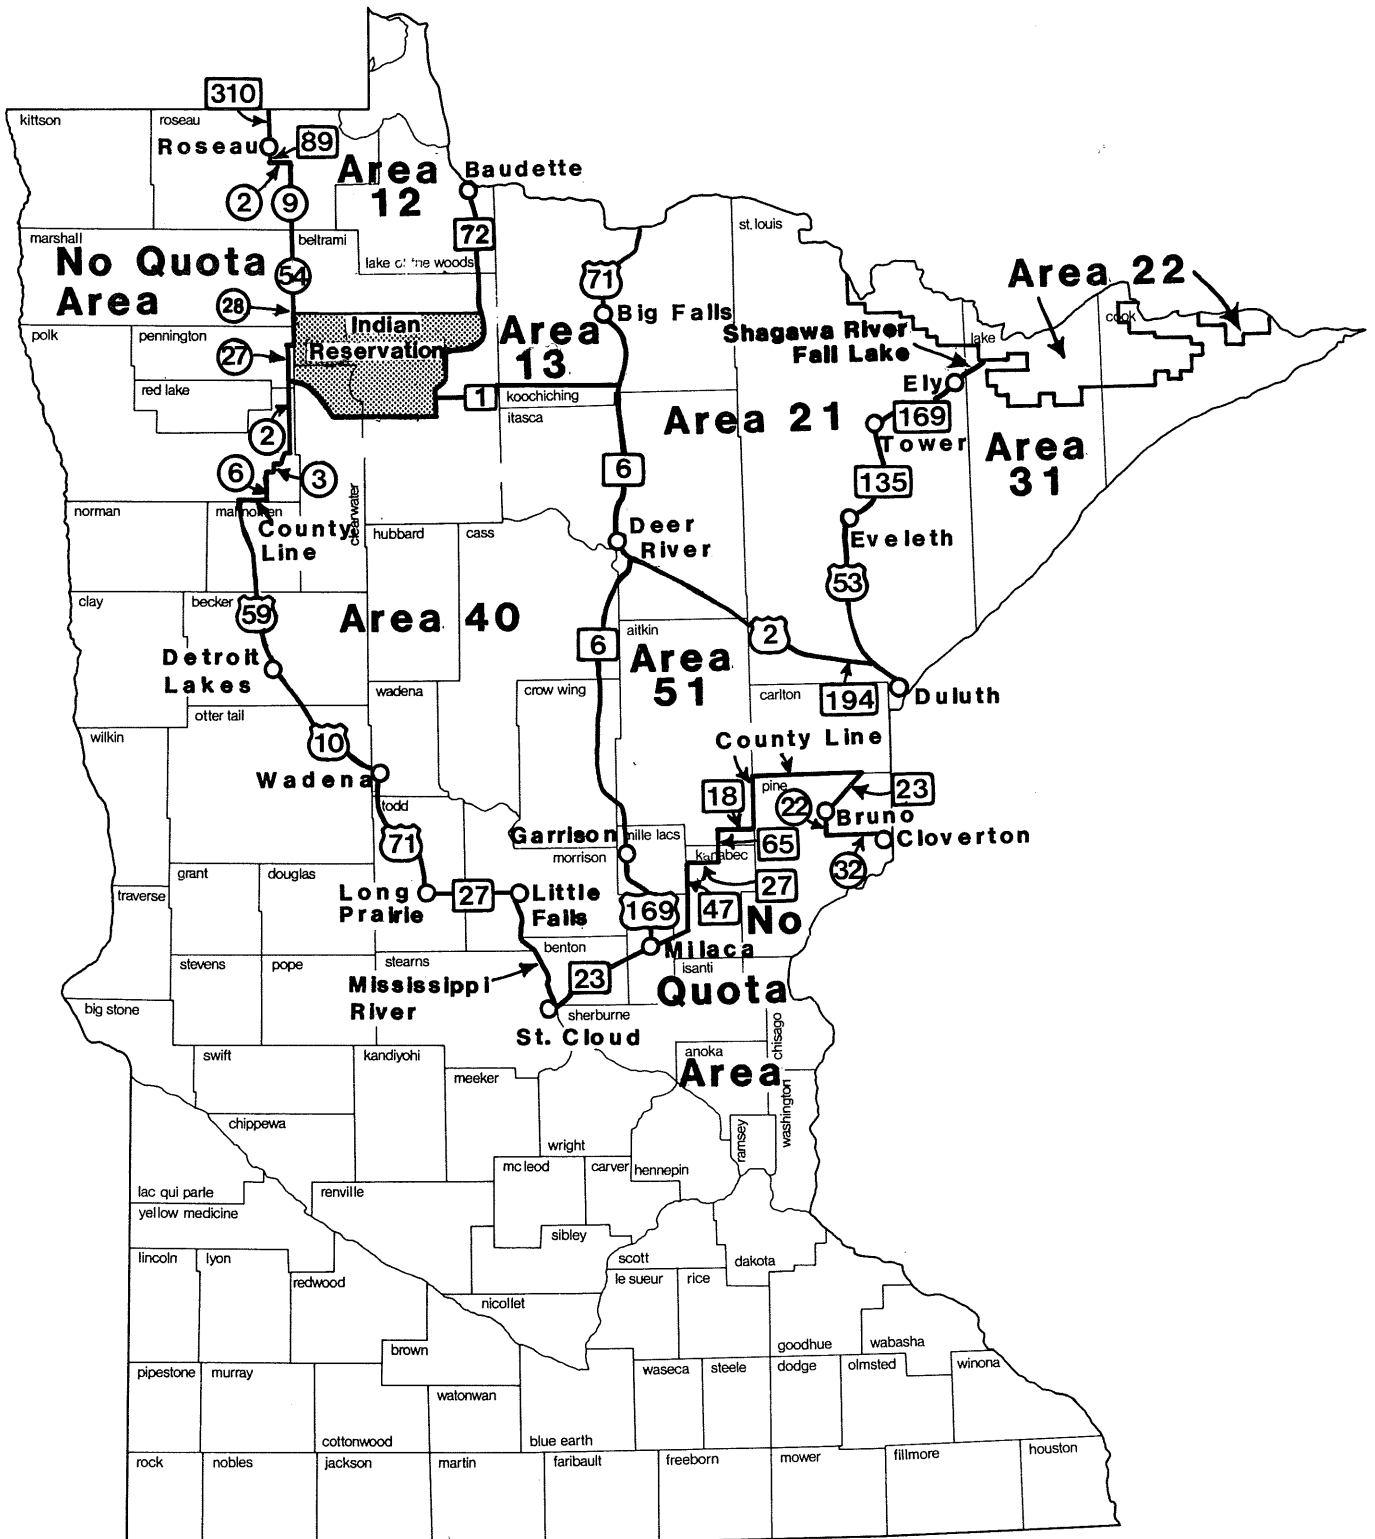 310
kittson
roseau
Roseau
89
Area
12
Baudette
2
9
72
st.louis
marshall
beltrami
lake of the woods
No Quota
Area
54
71
Area 22
28
Big Falls
cook
polk
pennington
Indian
Reservation
Area
13
Shagawa River
Fall Lake
lake
27
red lake
1
koochiching
itasca
Ely
169
Area 21
Tower
Area
31
2
6
3
6
135
norman
mahnomen
County
Line
clearwater
hubbard
cass
Deer
River
Eveleth
53
clay
becker
59
Area 40
6
aitkin
2
Area
51
Detroit
Lakes
wadena
crow wing
carlton
194
Duluth
otter tail
wilkin
10
County Line
Wadena
todd
18
pine
22
23
Bruno
Cloverton
71
Garrison
mille lacs
65
morrison
kanabec
32
grant
douglas
27
traverse
Long
Prairie
27
Little
Falls
169
47
No
benton
Milaca
stevens
pope
stearns
isanti
Mississippi
River
23
Quota
big stone
sherburne
St. Cloud
chisago
swift
kandiyohi
anoka
Area
meeker
washington
chippewa
ramsey
wright
mc leod
carver
hennepin
lac qui parle
renville
yellow medicine
sibley
lincoln
lyon
scott
dakota
redwood
le sueur
rice
nicollet
goodhue
wabasha
brown
pipestone
murray
waseca
steele
dodge
olmsted
winona
watonwan
cottonwood
blue earth
rock
nobles
jackson
martin
faribault
freeborn
mower
fillmore
houston